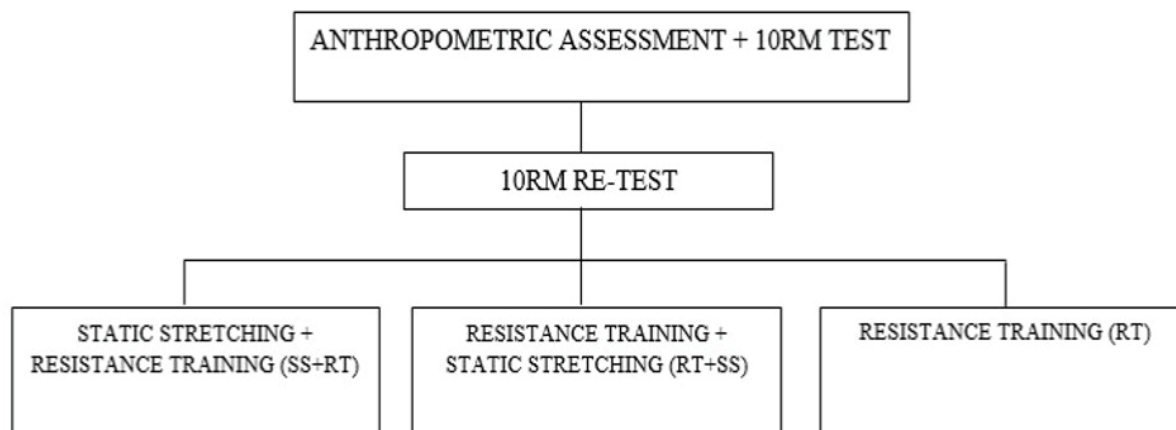 ANTHROPOMETRIC ASSESSMENT + 10RM TEST
10RM RE-TEST
STATIC STRETCHING +
RESISTANCE TRAINING (SS+RT)
RESISTANCE TRAINING +
STATIC STRETCHING (RT+SS)
RESISTANCE TRAINING (RT)